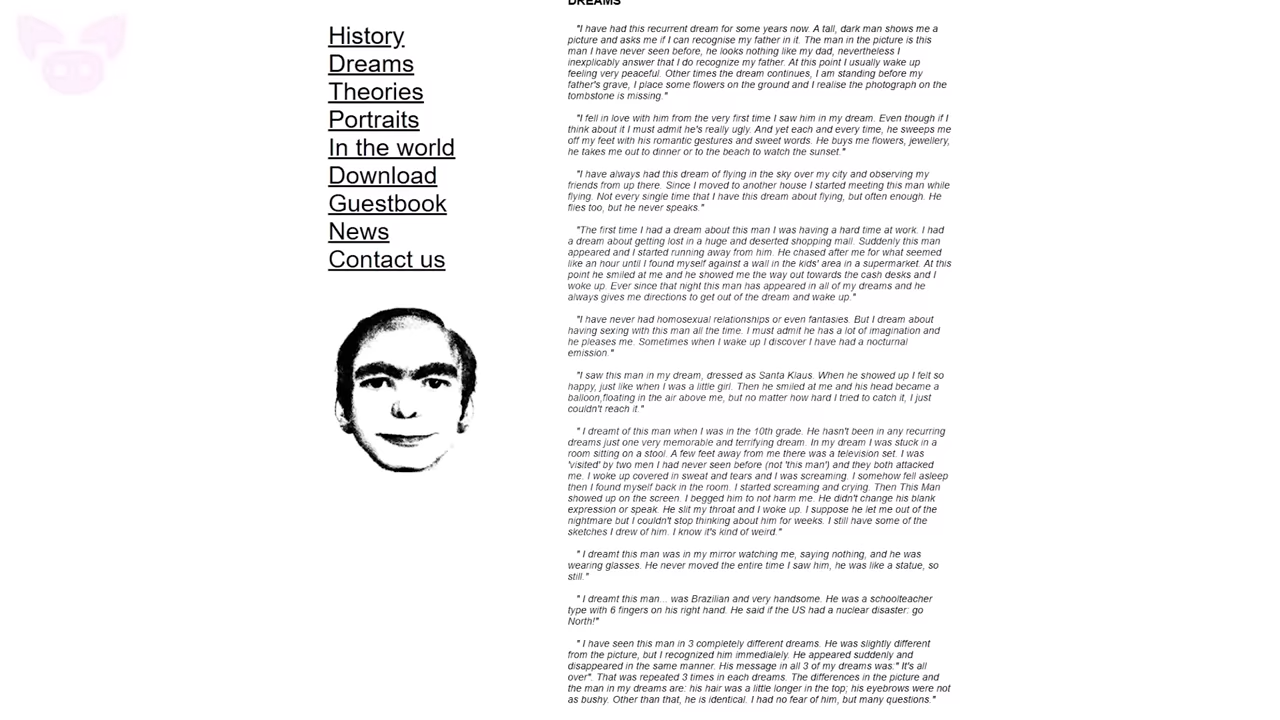 DREAMS
History
Dreams
Theories
Portraits
In the world
Download
Guestbook
News
Contact us
"I have had this recurrent dream for some years now. A tall, dark man shows me a
picture and asks me if I can recognise my father in it. The man in the picture is this
man I have never seen before, he looks nothing like my dad, nevertheless I
inexplicably answer that I do recognize my father. At this point I usually wake up
feeling very peaceful. Other times the dream continues, I am standing before my
father's grave, I place some flowers on the ground and I realise the photograph on the
tombstone is missing."
"I fell in love with him from the very first time I saw him in my dream. Even though if I
think about it I must admit he's really ugly. And yet each and every time, he sweeps me
off my feet with his romantic gestures and sweet words. He buys me flowers, jewellery,
he takes me out to dinner or to the beach to watch the sunset."
"I have always had this dream of flying in the sky over my city and observing my
friends from up there. Since I moved to another house I started meeting this man while
flying. Not every single time that I have this dream about flying, but often enough. He
flies too, but he never speaks."
"The first time I had a dream about this man I was having a hard time at work. I had
a dream about getting lost in a huge and deserted shopping mall. Suddenly this man
appeared and I started running away from him. He chased after me for what seemed
like an hour until I found myself against a wall in the kids' area in a supermarket. At this
point he smiled at me and he showed me the way out towards the cash desks and I
woke up. Ever since that night this man has appeared in all of my dreams and he
always gives me directions to get out of the dream and wake up."
"I have never had homosexual relationships or even fantasies. But I dream about
having sexing with this man all the time. I must admit he has a lot of imagination and
he pleases me. Sometimes when I wake up I discover I have had a nocturnal
emission."
"I saw this man in my dream, dressed as Santa Klaus. When he showed up I felt so
happy, just like when I was a little girl. Then he smiled at me and his head became a
balloon,floating in the air above me, but no matter how hard I tried to catch it, I just
couldn't reach it."
" I dreamt of this man when I was in the 10th grade. He hasn't been in any recurring
dreams just one very memorable and terrifying dream. In my dream I was stuck in a
room sitting on a stool. A few feet away from me there was a television set. I was
'visited' by two men I had never seen before (not 'this man') and they both attacked
me. I woke up covered in sweat and tears and I was screaming. I somehow fell asleep
then I found myself back in the room. I started screaming and crying. Then This Man
showed up on the screen. I begged him to not harm me. He didn't change his blank
expression or speak. He slit my throat and I woke up. I suppose he let me out of the
nightmare but I couldn't stop thinking about him for weeks. I still have some of the
sketches I drew of him. I know it's kind of weird."
" I dreamt this man was in my mirror watching me, saying nothing, and he was
wearing glasses. He never moved the entire time I saw him, he was like a statue, so
still."
" I dreamt this man... was Brazilian and very handsome. He was a schoolteacher
type with 6 fingers on his right hand. He said if the US had a nuclear disaster: go
North!"
" I have seen this man in 3 completely different dreams. He was slightly different
from the picture, but I recognized him immedialely. He appeared suddenly and
disappeared in the same manner. His message in all 3 of my dreams was:" It's all
over". That was repeated 3 times in each dreams. The differences in the picture and
the man in my dreams are: his hair was a little longer in the top; his eyebrows were not
as bushy. Other than that, he is identical. I had no fear of him, but many questions."